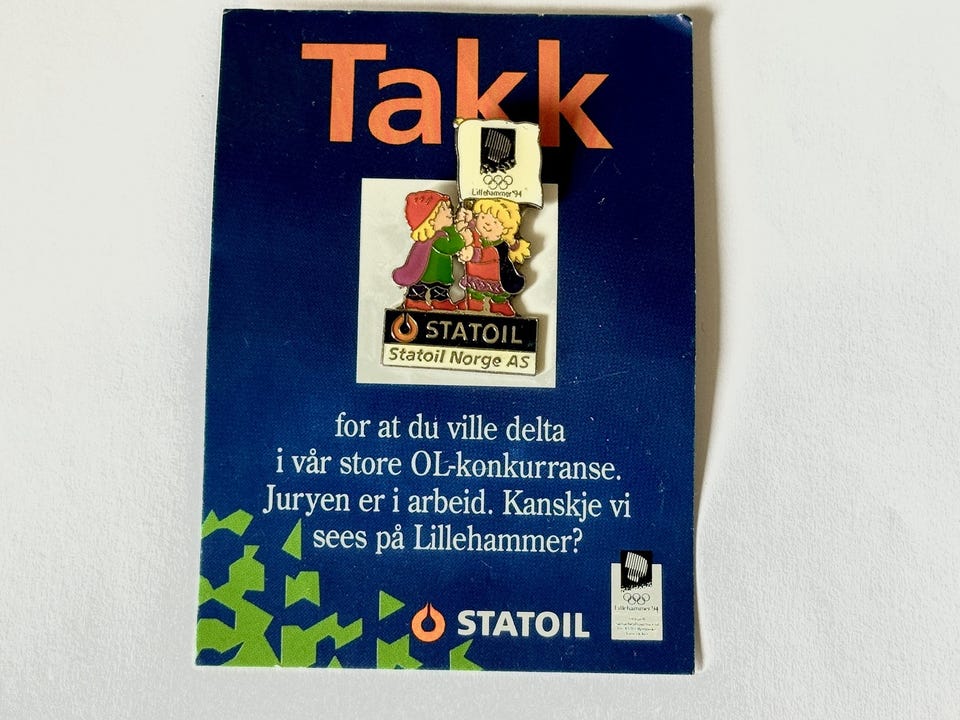 Takk
Lillehammer'94
STATOIL
Statoil Norge AS
for at du ville delta
i vår store OL-konkurranse.
Juryen er i arbeid. Kanskje vi
sees på Lillehammer?
STATOIL
Lillehammer'94